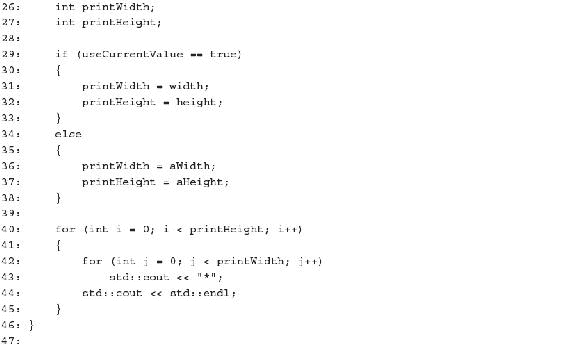 26:     int printWidth;
27:     int printHeight;
28:
29:     if (useCurrentValue == true)
30:     {
31:         printWidth = width;
32:         printHeight = height;
33:     }
34:     else
35:     {
36:         printWidth = aWidth;
37:         printHeight = aHeight;
38:     }
39:
40:     for (int i = 0; i < printHeight; i++)
41:     {
42:         for (int j = 0; j < printWidth; j++)
43:             std::cout << "*";
44:         std::cout << std::endl;
45:     }
46: }
47: